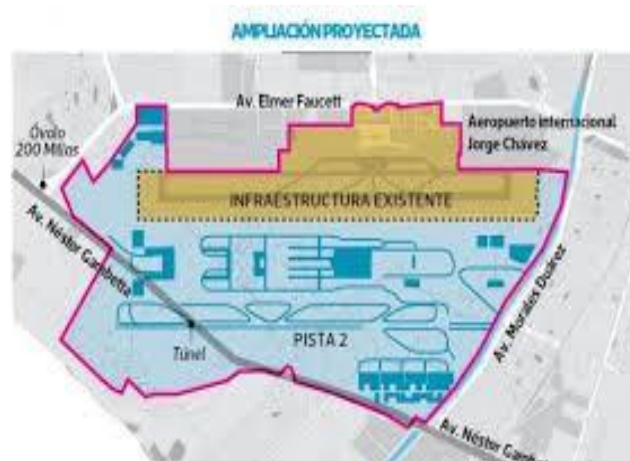 AMPLIACIÓN PROYECTADA
Av. Elmer Faucett
Aeropuerto internacional
Jorge Chávez
Óvalo
200 Millas
INFRAESTRUCTURA EXISTENTE
Av. Néstor Gambetta
Av. Morales Duárez
PISTA 2
Túnel
Av. Néstor Gambetta